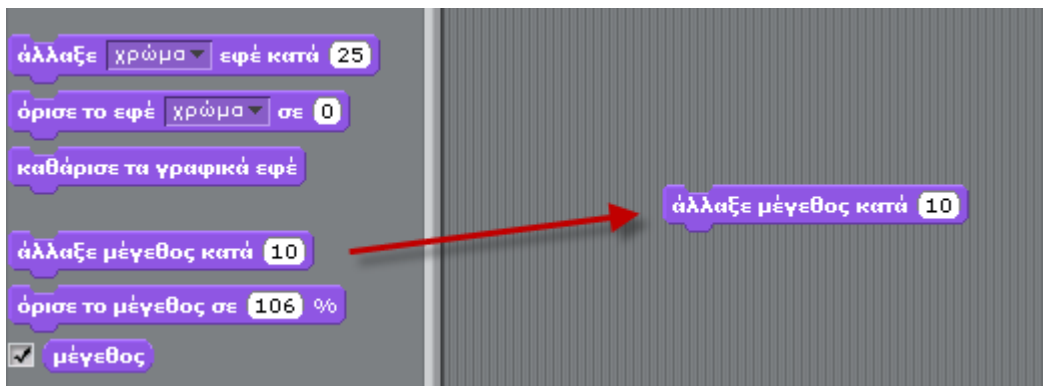 άλλαξε χρώμα εφέ κατά 25
όρισε το εφέ χρώμα σε 0
καθάρισε τα γραφικά εφέ
άλλαξε μέγεθος κατά 10
άλλαξε μέγεθος κατά 10
όρισε το μέγεθος σε 106 %
μέγεθος